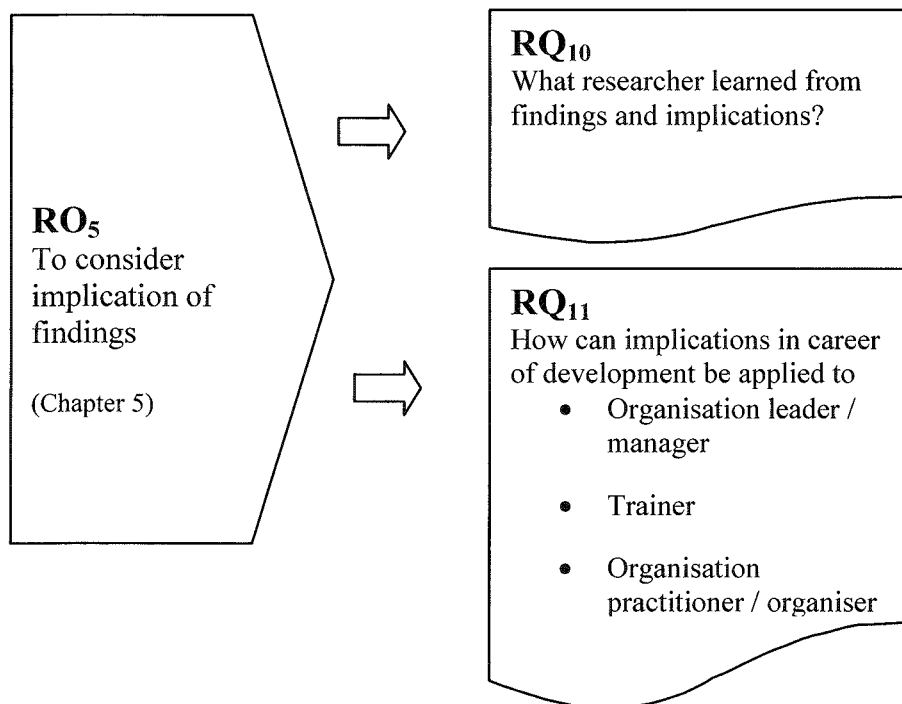 RO₅
To consider
implication of
findings
(Chapter 5)
RQ₁₀
What researcher learned from
findings and implications?
RQ₁₁
How can implications in career
of development be applied to
• Organisation leader /
manager
• Trainer
• Organisation
practitioner / organiser